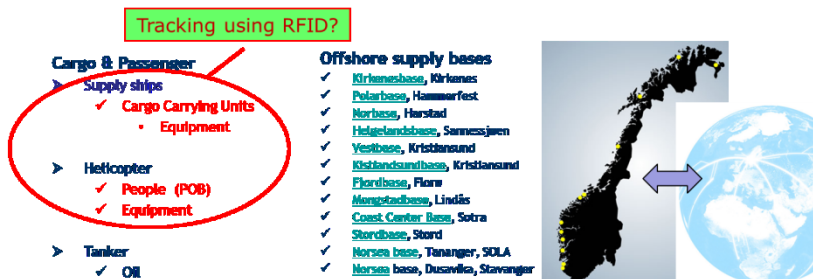 Tracking using RFID?
Cargo & Passenger
➤ Supply ships
✓ Cargo Carrying Units
• Equipment
➤ Helicopter
✓ People (POB)
✓ Equipment
➤ Tanker
✓ Oil
Offshore supply bases
✓ Kirkenesbase, Kirkenes
✓ Polarbase, Hammerfest
✓ Norbase, Harstad
✓ Helgelandsbase, Sannessjøen
✓ Vestbase, Kristiansund
✓ Kistiandsundbase, Kristiansund
✓ Fjordbase, Florø
✓ Mongstadbase, Lindås
✓ Coast Center Base, Sotra
✓ Stordbase, Stord
✓ Norsea base, Tananger, SOLA
✓ Norsea base, Dusavika, Stavanger